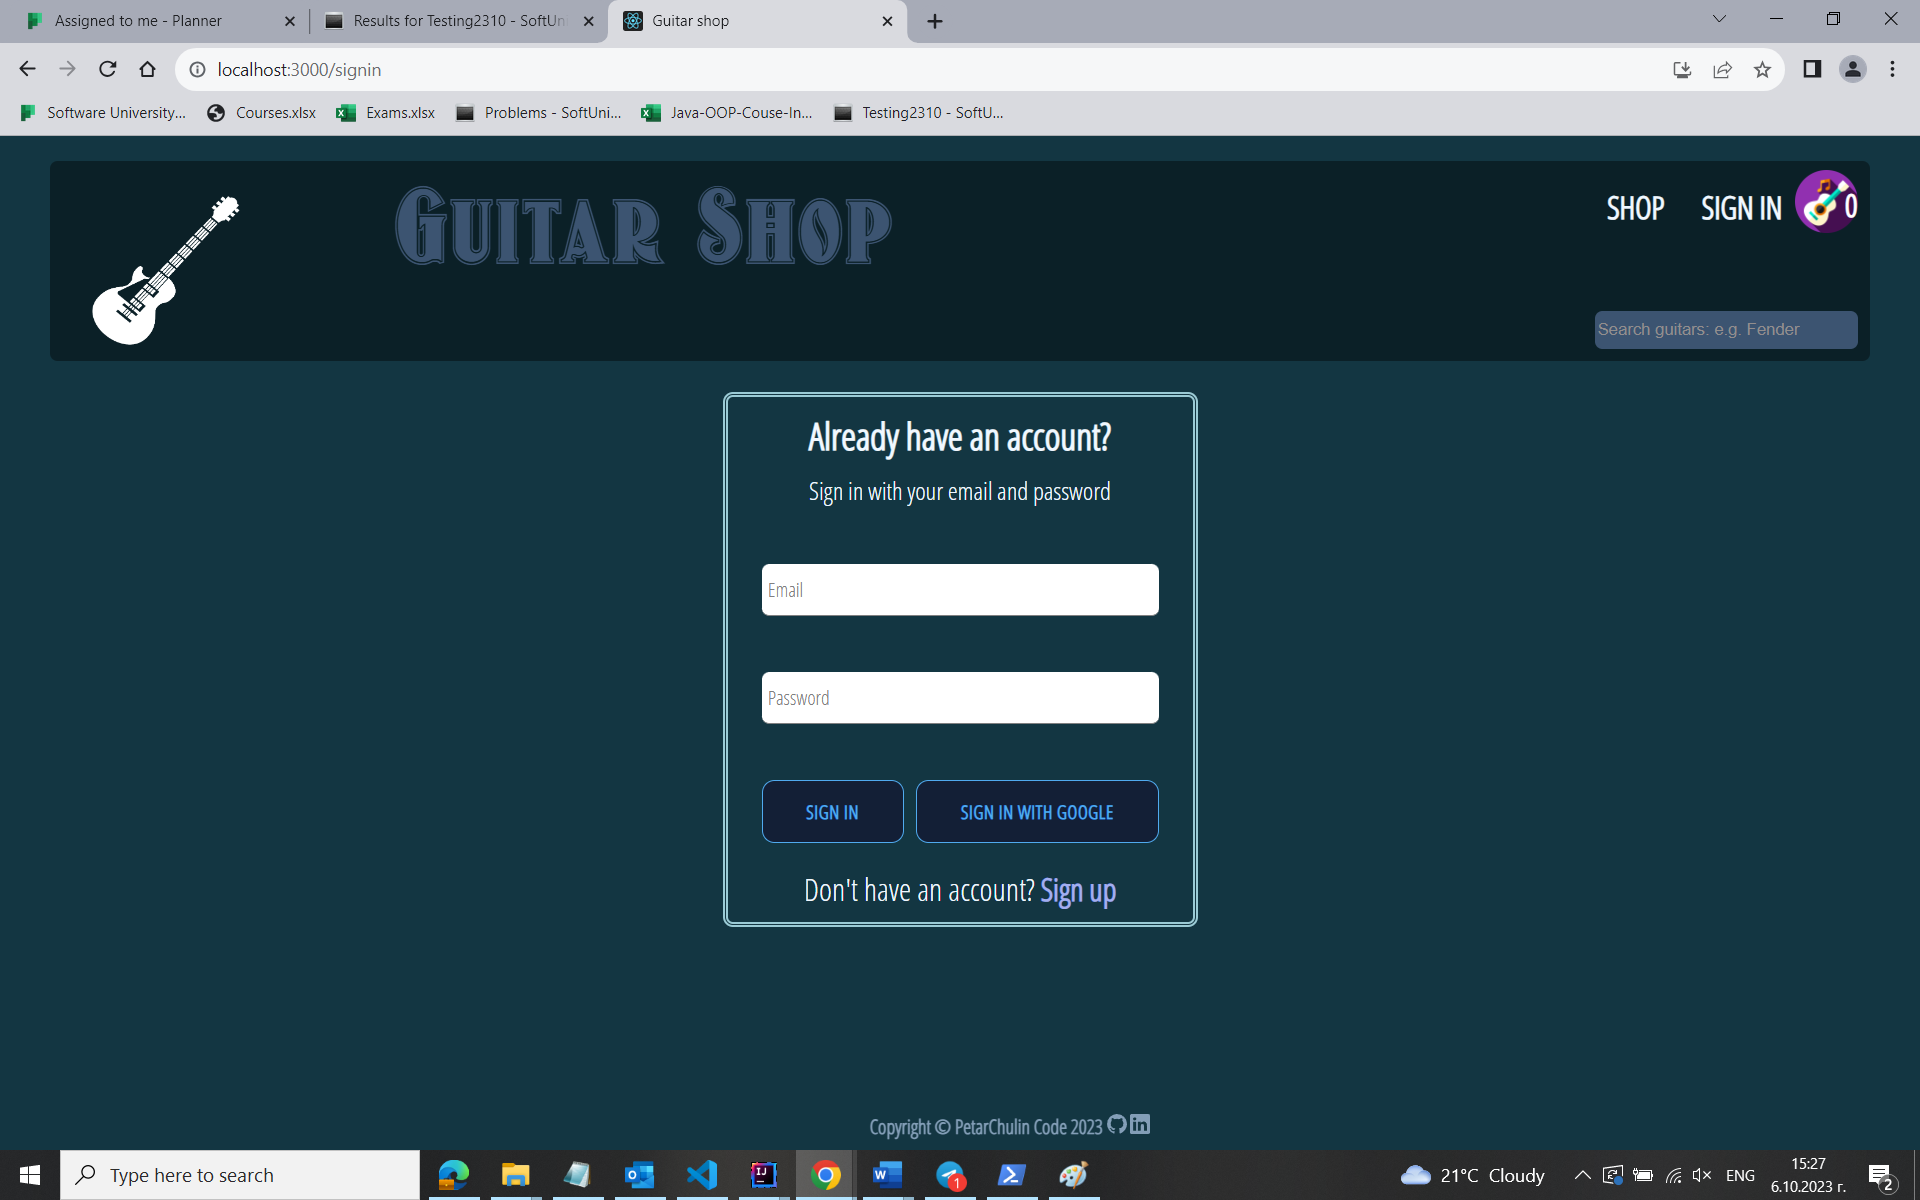 Assigned to me - Planner
Results for Testing2310 - SoftUn
Guitar shop
localhost:3000/signin
Software University...
Courses.xlsx
Exams.xlsx
Problems - SoftUni...
Java-OOP-Couse-In...
Testing2310 - SoftU...
Guitar Shop
SHOP
SIGN IN
0
Search guitars: e.g. Fender
Already have an account?
Sign in with your email and password
Email
Password
SIGN IN
SIGN IN WITH GOOGLE
Don't have an account? Sign up
Copyright © PetarChulin Code 2023
Type here to search
1
21°C Cloudy
ENG
15:27
6.10.2023 г.
2